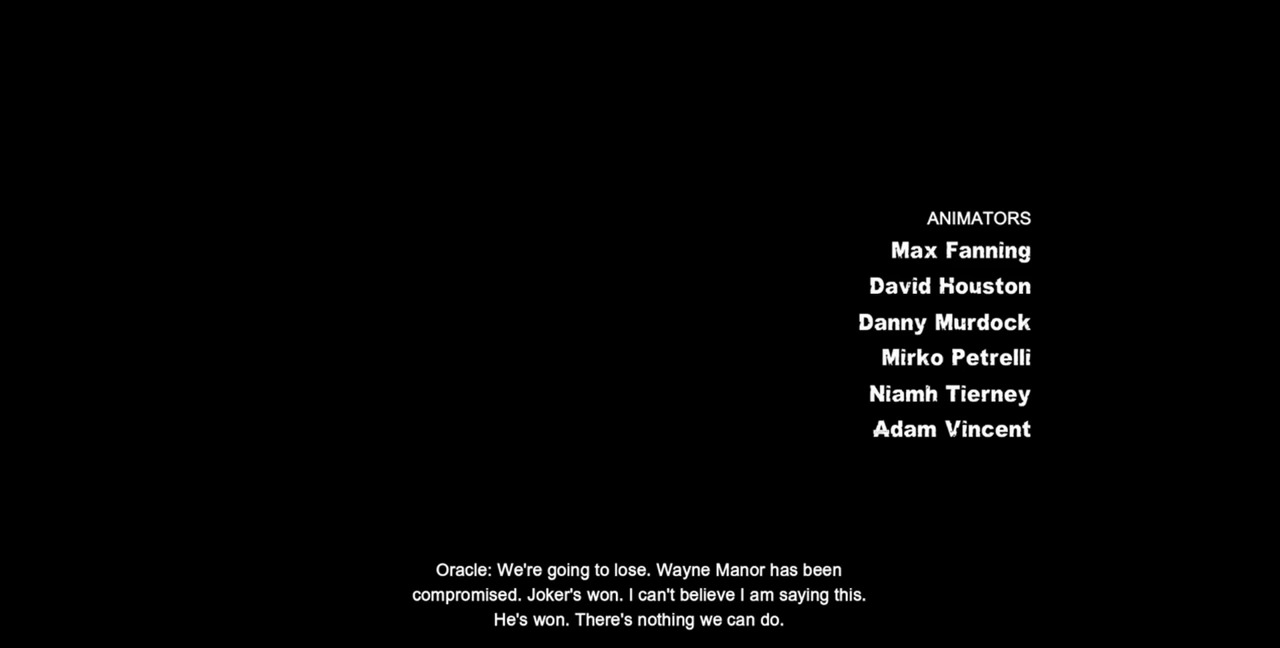 ANIMATORS
Max Fanning
David Houston
Danny Murdock
Mirko Petrelli
Niamh Tierney
Adam Vincent
Oracle: We're going to lose. Wayne Manor has been
compromised. Joker's won. I can't believe I am saying this.
He's won. There's nothing we can do.